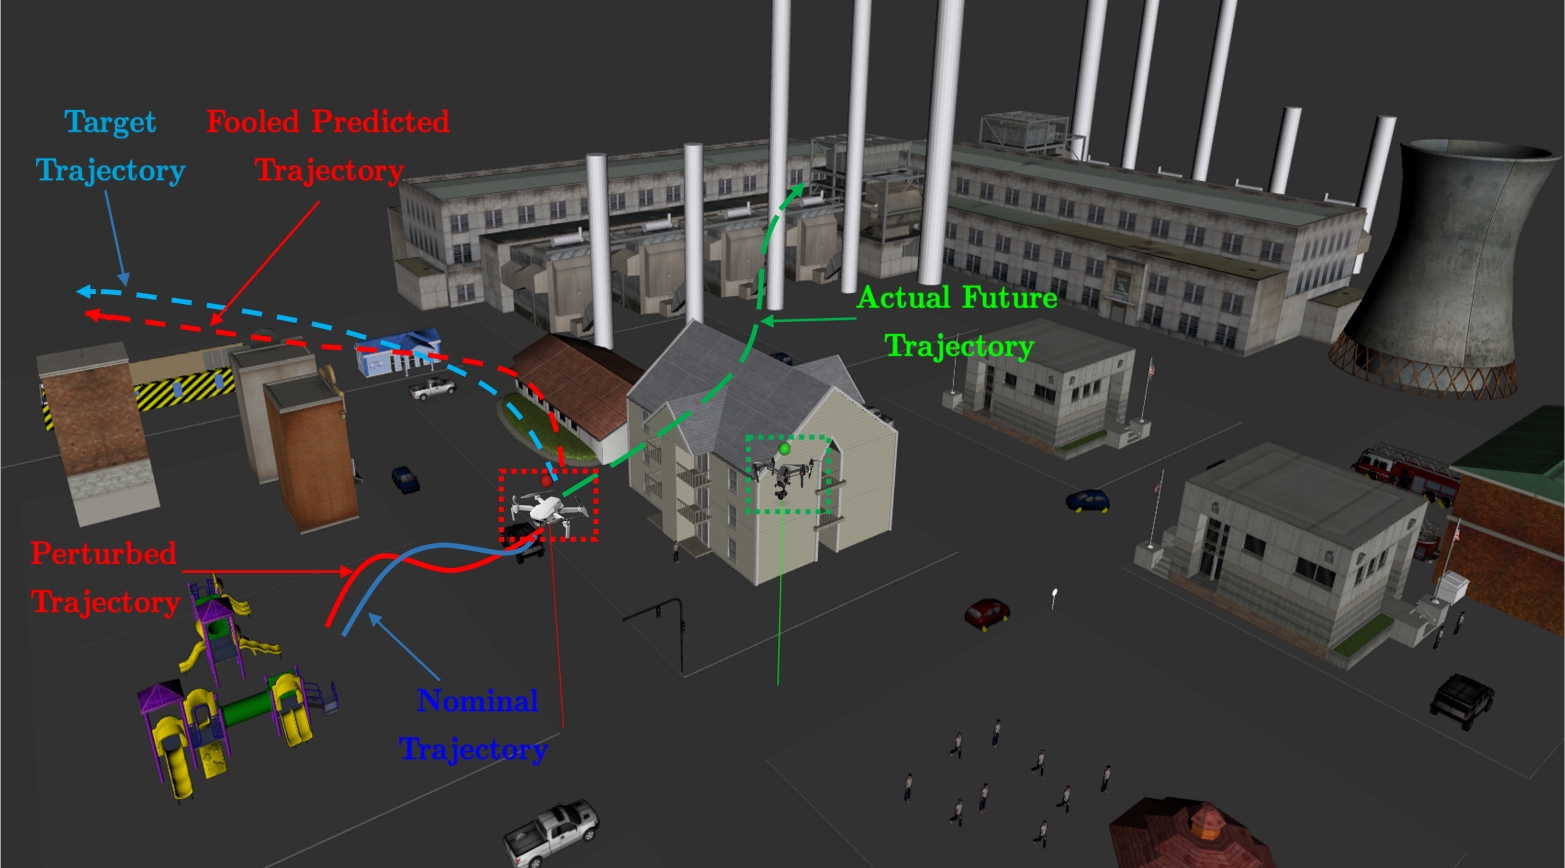 Target
Trajectory
Fooled Predicted
Trajectory
Actual Future
Trajectory
Perturbed
Trajectory
Nominal
Trajectory